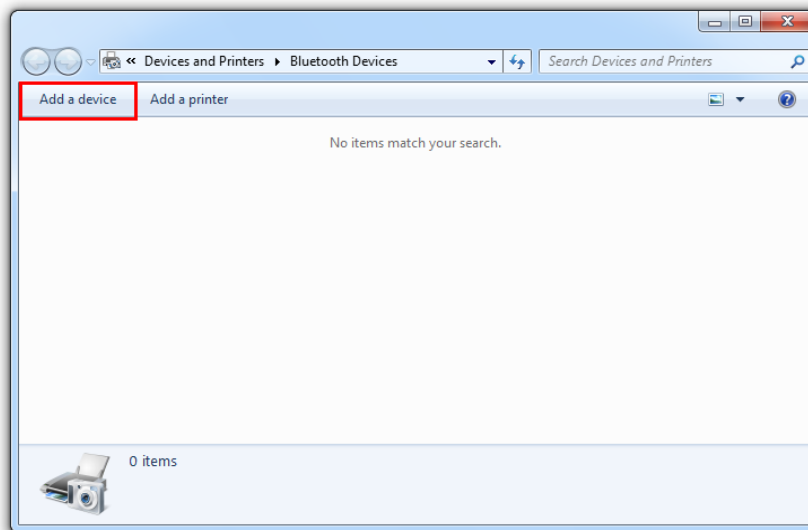 « Devices and Printers ▸ Bluetooth Devices
Search Devices and Printers
Add a device Add a printer
No items match your search.
0 items